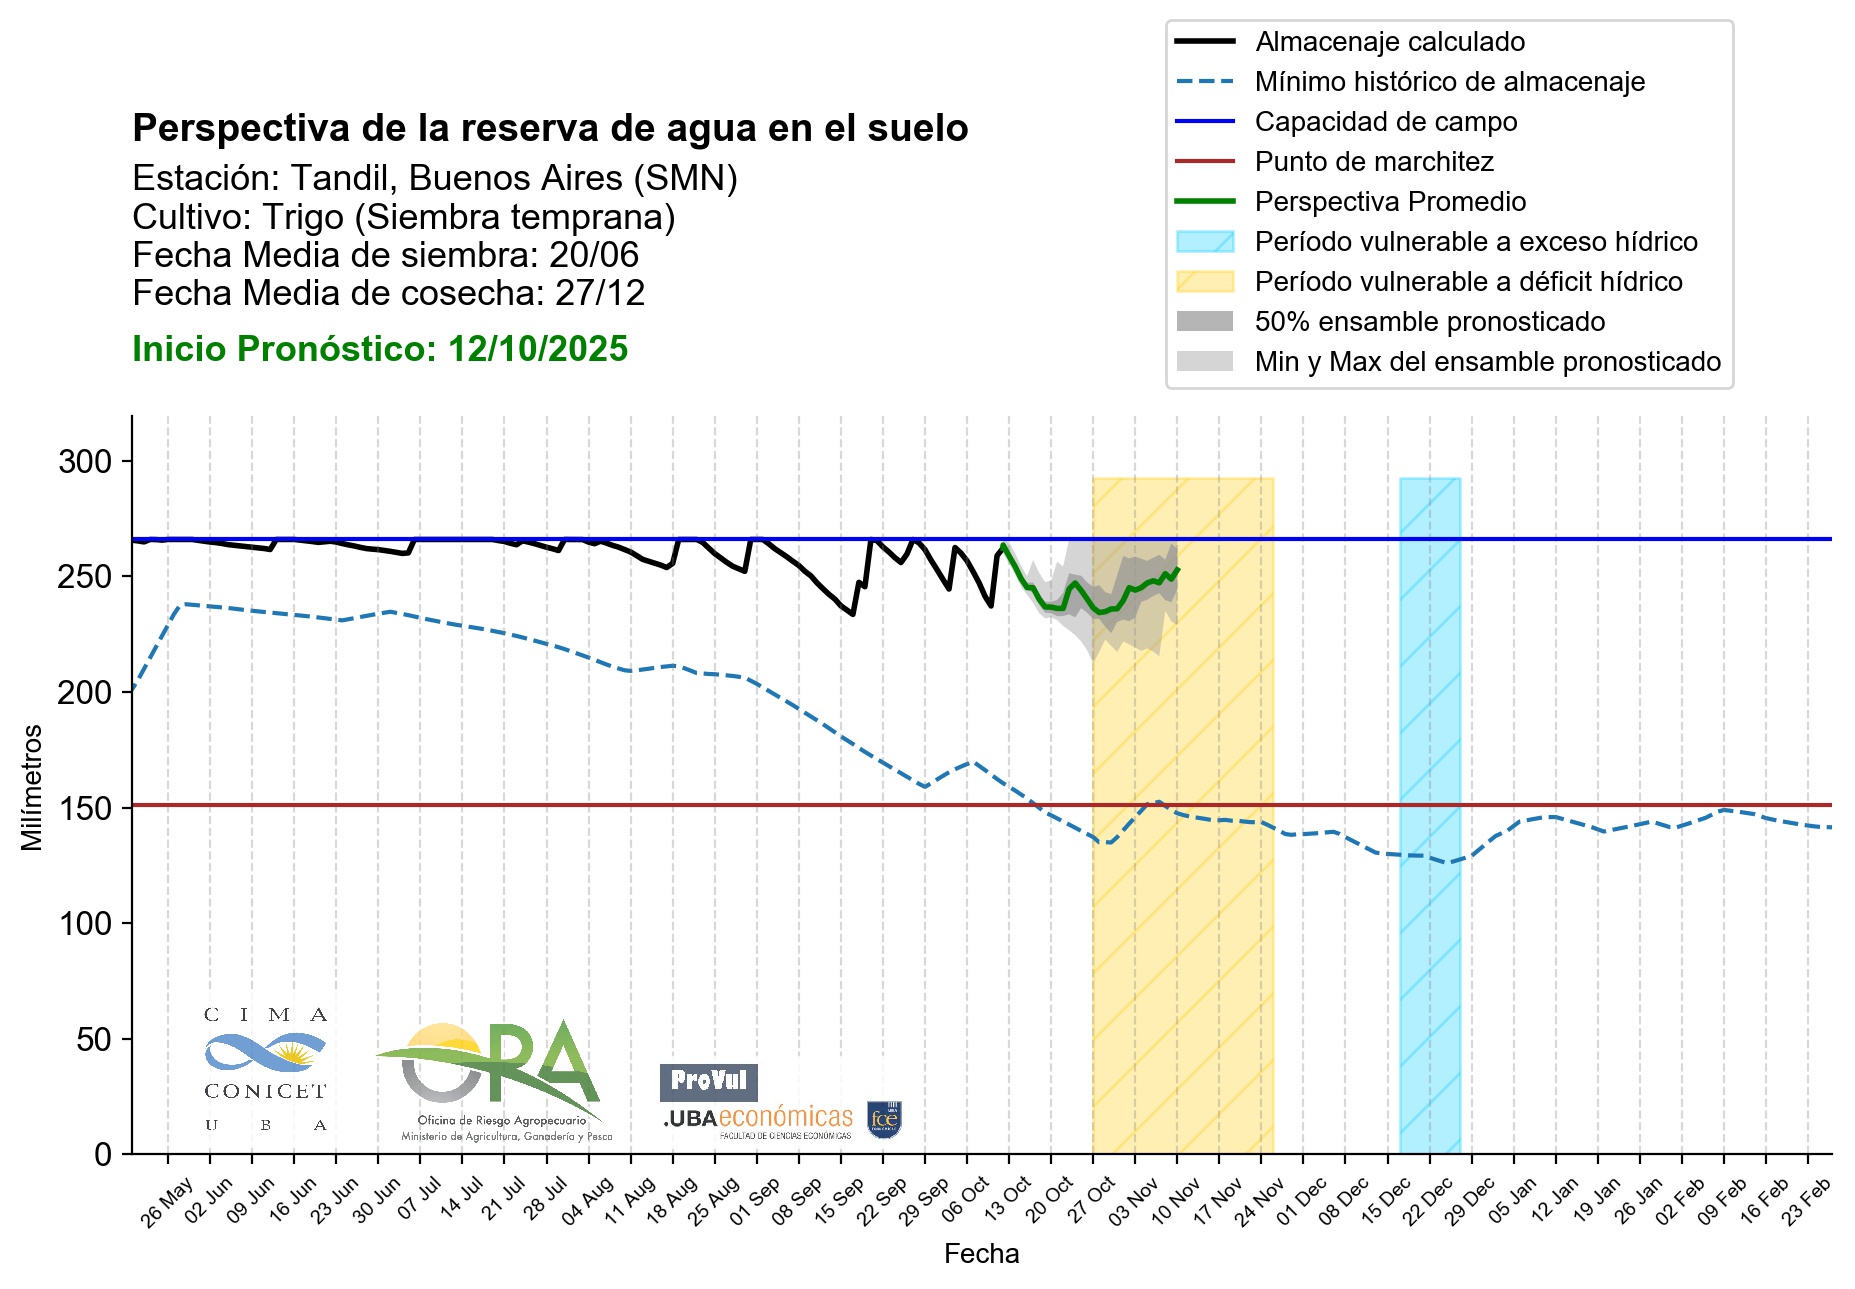 Almacenaje calculado
Mínimo histórico de almacenaje
Capacidad de campo
Punto de marchitez
Perspectiva Promedio
Período vulnerable a exceso hídrico
Período vulnerable a déficit hídrico
50% ensamble pronosticado
Min y Max del ensamble pronosticado
Perspectiva de la reserva de agua en el suelo
Estación: Tandil, Buenos Aires (SMN)
Cultivo: Trigo (Siembra temprana)
Fecha Media de siembra: 20/06
Fecha Media de cosecha: 27/12
Inicio Pronóstico: 12/10/2025
Milímetros
300
250
200
150
100
50
0
CIMA
CONICET
UBA
ORA
Oficina de Riesgo Agropecuario
Ministerio de Agricultura, Ganadería y Pesca
ProVul
.UBAeconómicas
FACULTAD DE CIENCIAS ECONÓMICAS
UBA
fce
26 May
02 Jun
09 Jun
16 Jun
23 Jun
30 Jun
07 Jul
14 Jul
21 Jul
28 Jul
04 Aug
11 Aug
18 Aug
25 Aug
01 Sep
08 Sep
15 Sep
22 Sep
29 Sep
06 Oct
13 Oct
20 Oct
27 Oct
03 Nov
10 Nov
17 Nov
24 Nov
01 Dec
08 Dec
15 Dec
22 Dec
29 Dec
05 Jan
12 Jan
19 Jan
26 Jan
02 Feb
09 Feb
16 Feb
23 Feb
Fecha